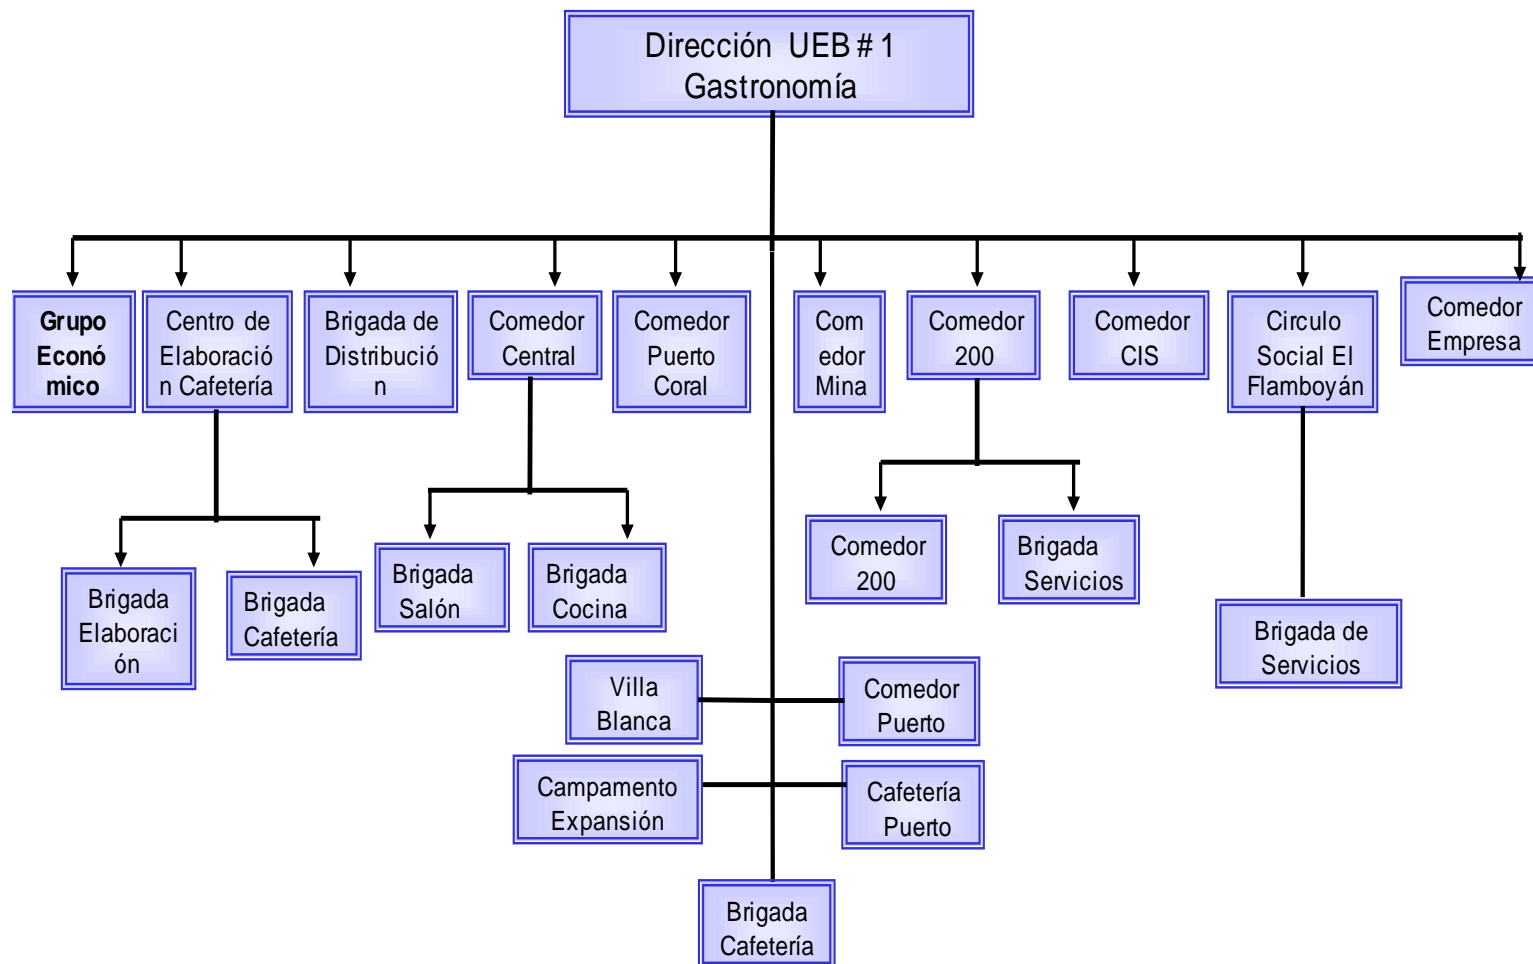 Dirección UEB # 1
Gastronomía
Grupo
Econó
mico
Centro de
Elaboració
n Cafetería
Brigada de
Distribució
n
Comedor
Central
Comedor
Puerto
Coral
Com
edor
Mina
Comedor
200
Comedor
CIS
Circulo
Social El
Flamboyán
Comedor
Empresa
Brigada
Elaboraci
ón
Brigada
Cafetería
Brigada
Salón
Brigada
Cocina
Comedor
200
Brigada
Servicios
Brigada de
Servicios
Villa
Blanca
Comedor
Puerto
Campamento
Expansión
Cafetería
Puerto
Brigada
Cafetería